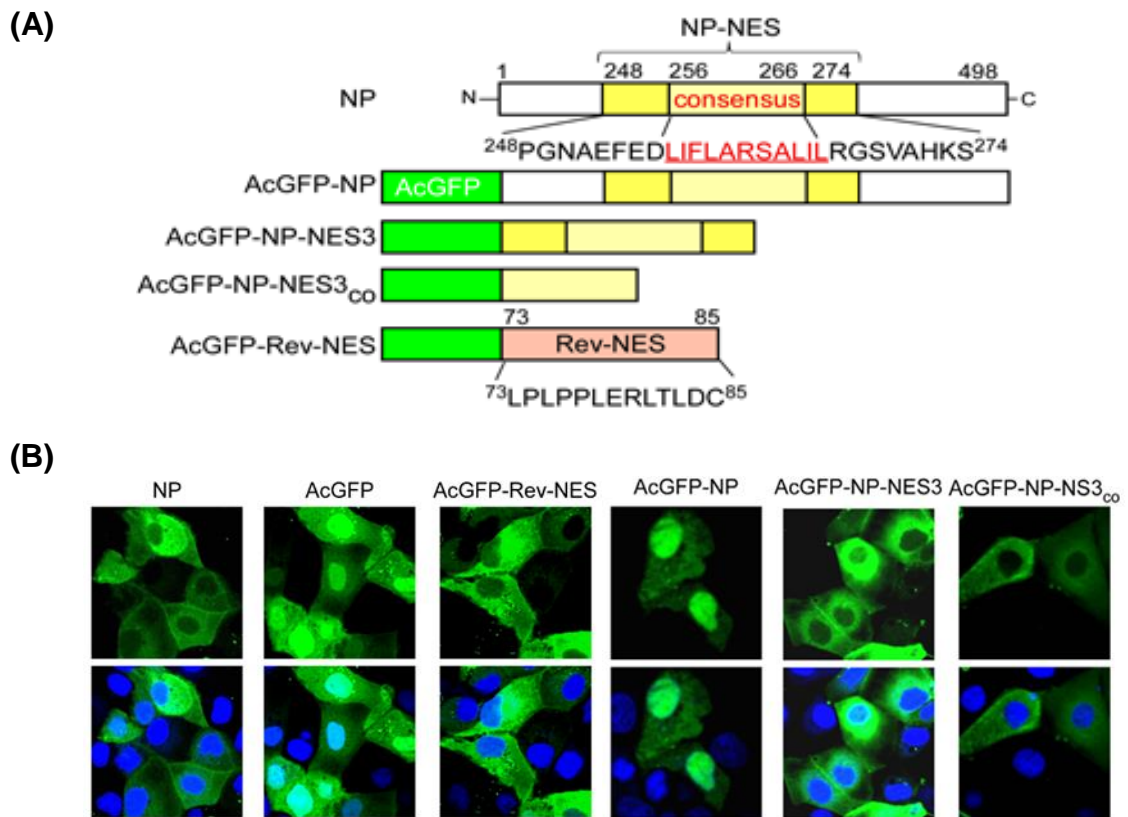 (A)
NP-NES
1 248 256 266 274 498
NP N consensus C
²⁴⁸PGNAEFEDLIFLARSALILRGSVAHKS²⁷⁴
AcGFP-NP AcGFP
AcGFP-NP-NES3
AcGFP-NP-NES3co
73 85
AcGFP-Rev-NES Rev-NES
⁷³LPLPPLERLTLDC⁸⁵
(B)
NP AcGFP AcGFP-Rev-NES AcGFP-NP AcGFP-NP-NES3 AcGFP-NP-NS3co